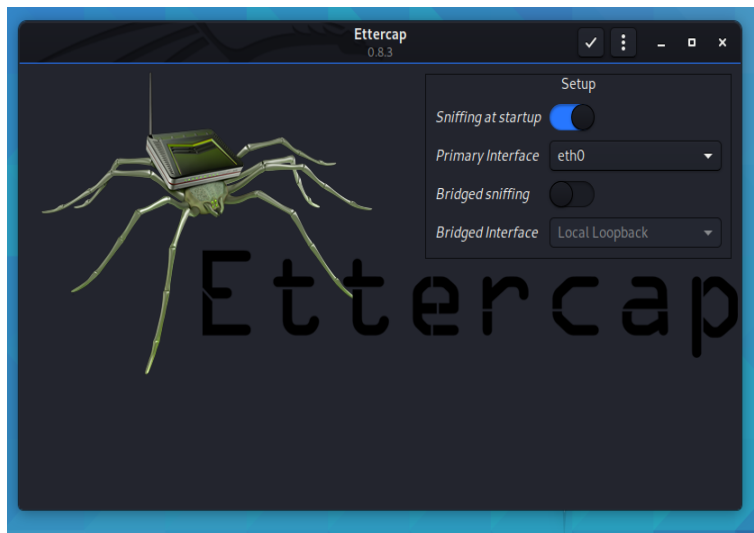 Ettercap
0.8.3
Setup
Sniffing at startup
Primary Interface eth0
Bridged sniffing
Bridged Interface Local Loopback
Ettercap